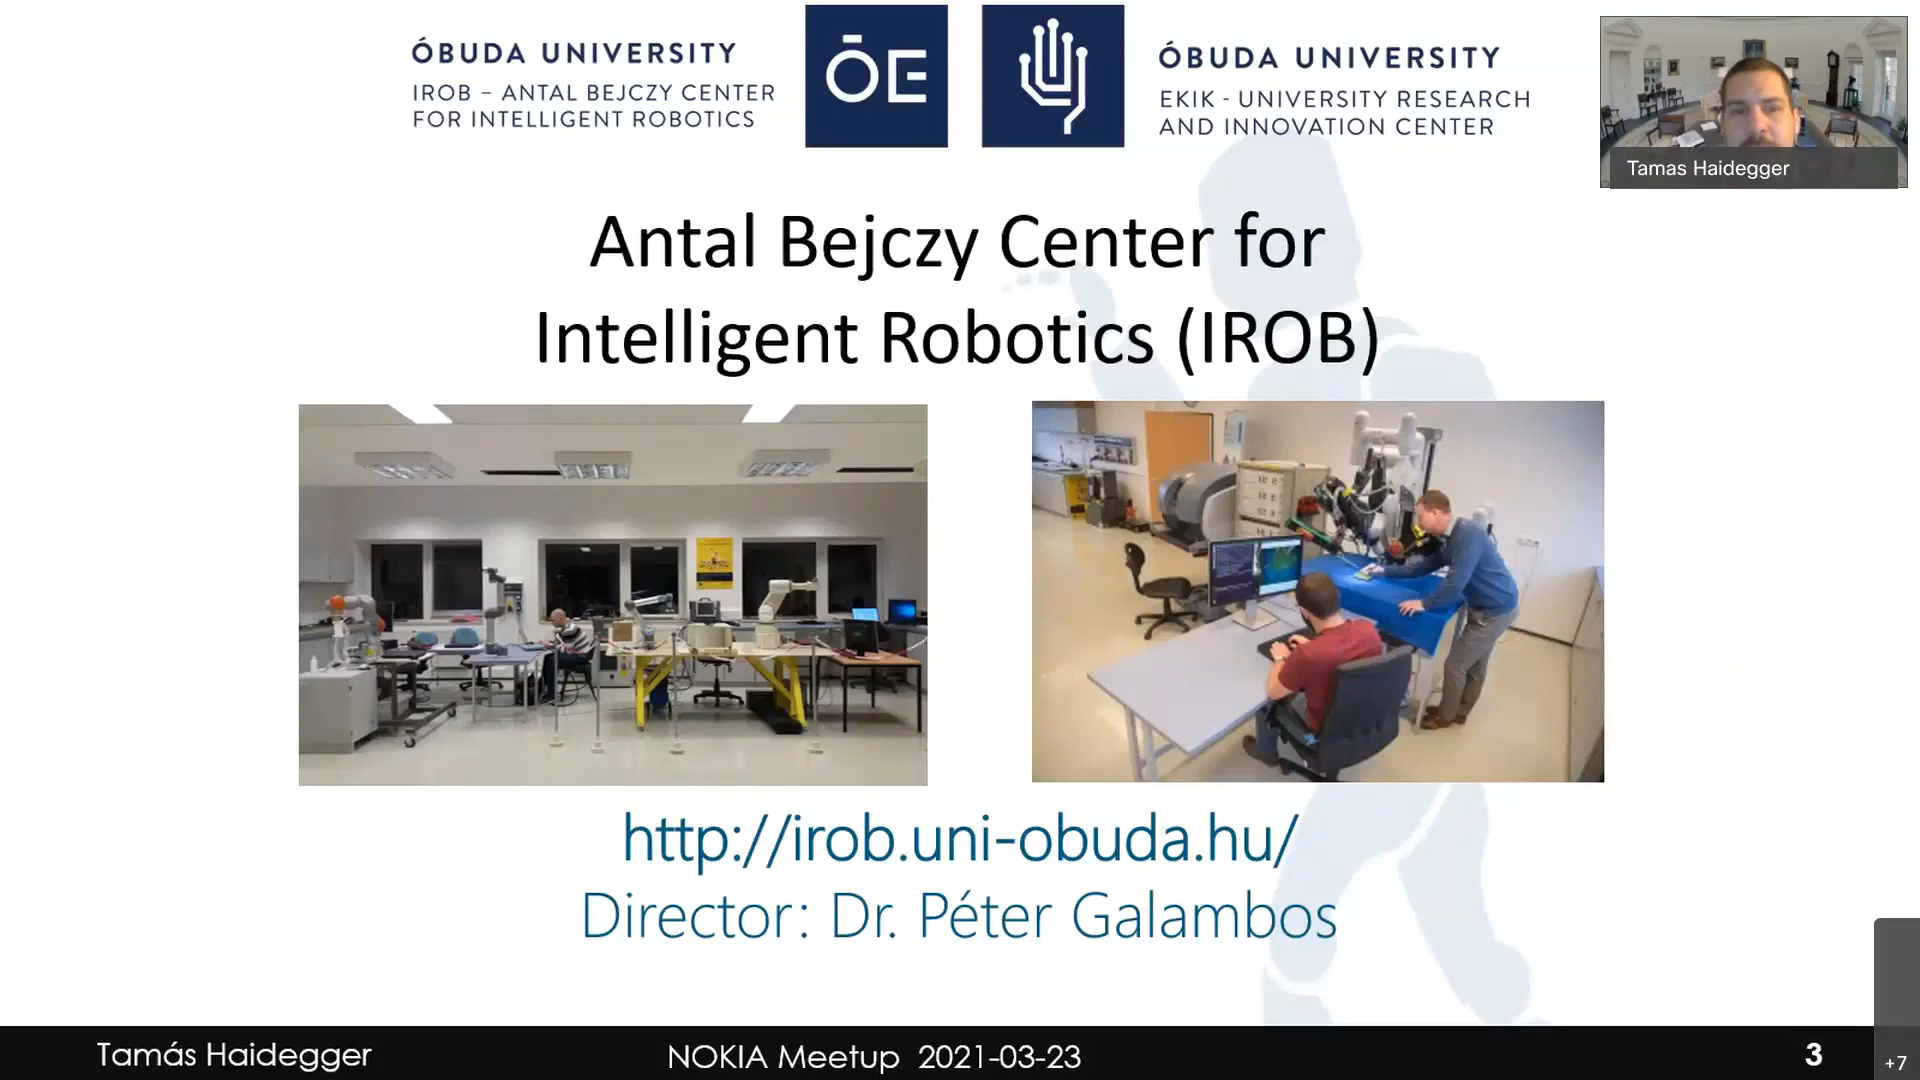 ÓBUDA UNIVERSITY
IROB – ANTAL BEJCZY CENTER
FOR INTELLIGENT ROBOTICS
ŌE
ÓBUDA UNIVERSITY
EKIK - UNIVERSITY RESEARCH
AND INNOVATION CENTER
Tamas Haidegger
Antal Bejczy Center for
Intelligent Robotics (IROB)
http://irob.uni-obuda.hu/
Director: Dr. Péter Galambos
Tamás Haidegger
NOKIA Meetup 2021-03-23
3
+7